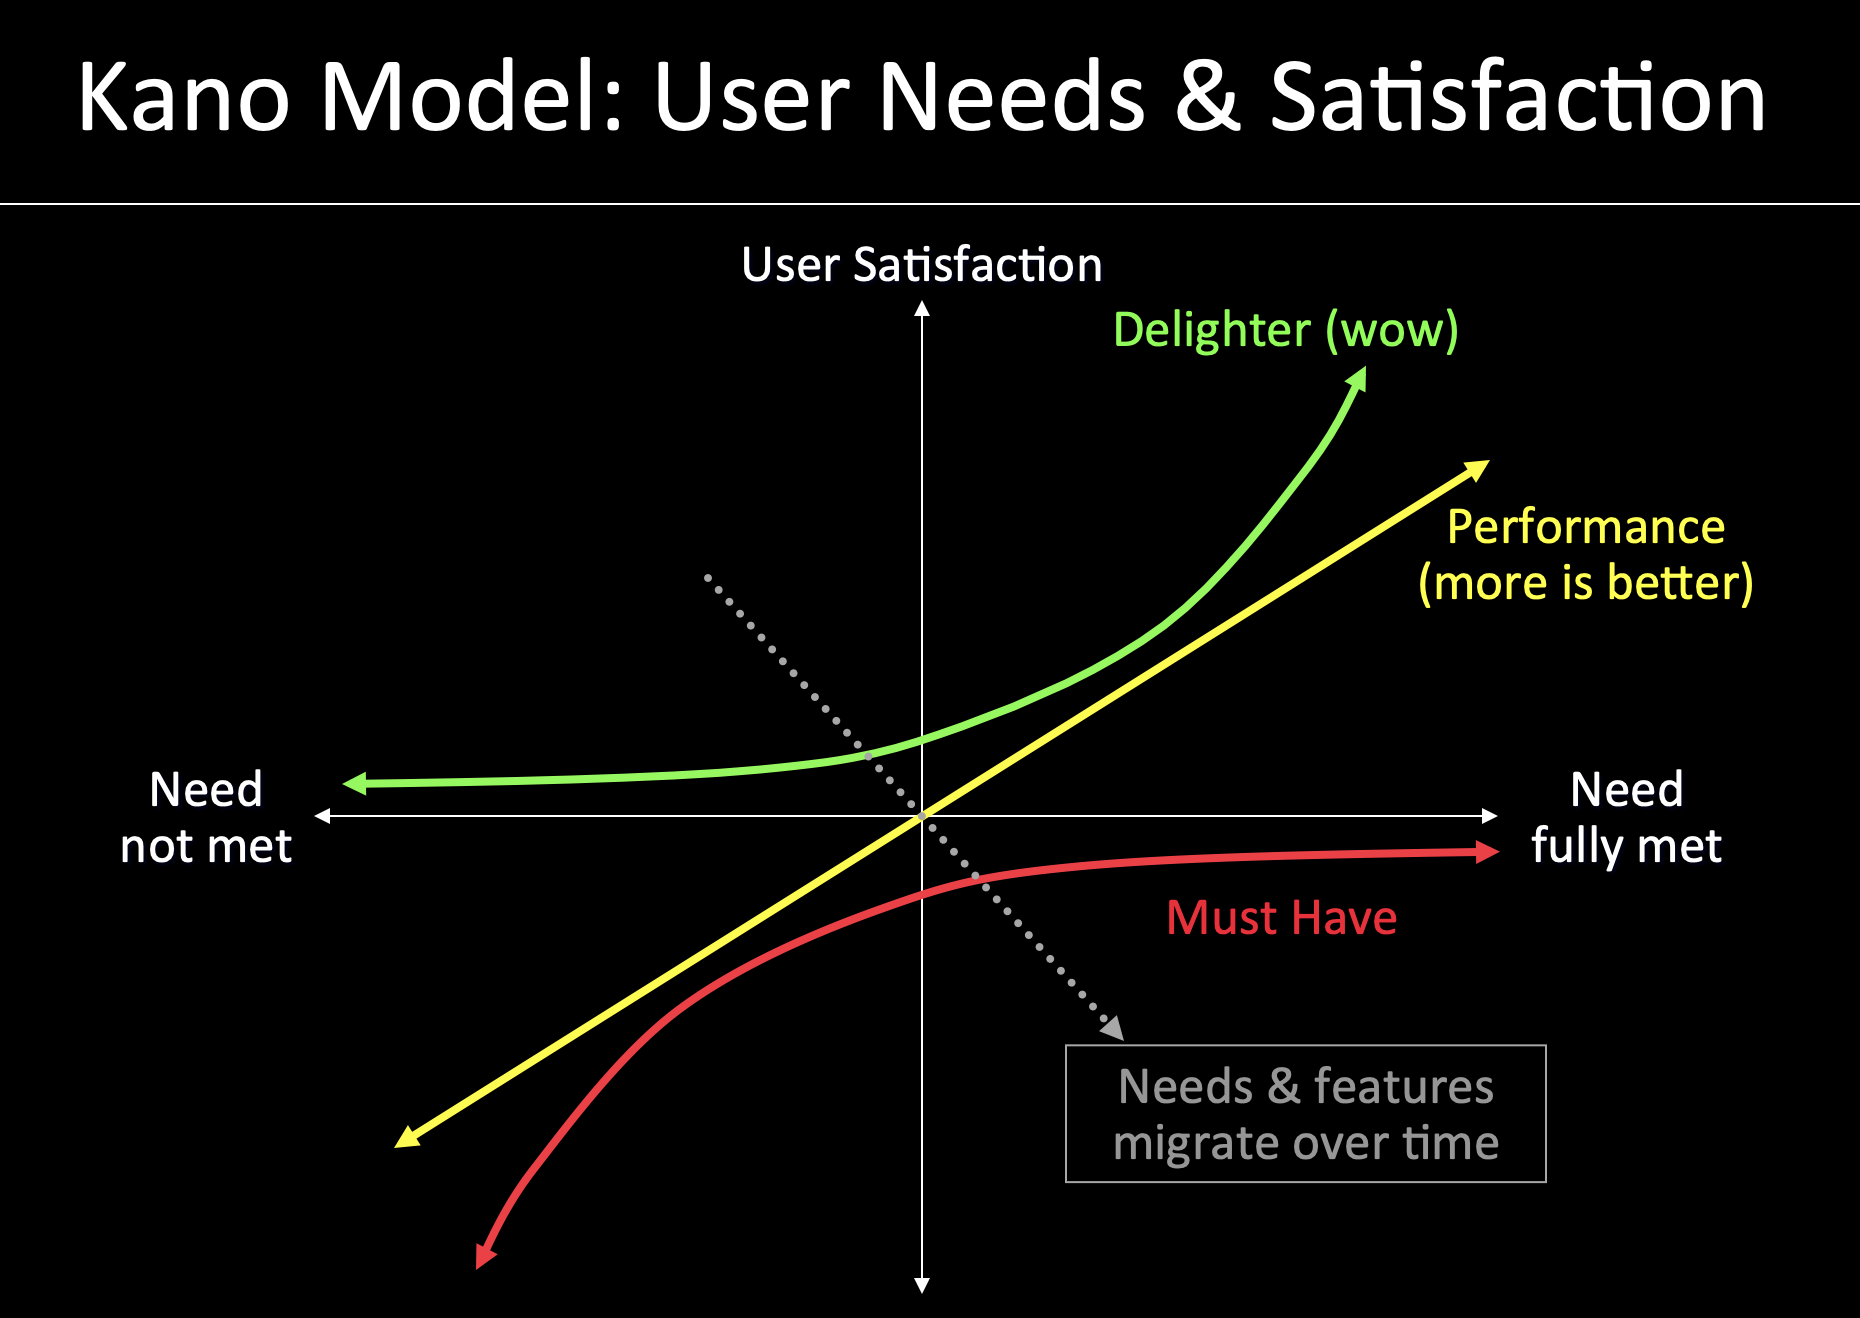 Kano Model: User Needs & Satisfaction
User Satisfaction
Delighter (wow)
Performance
(more is better)
Need
not met
Need
fully met
Must Have
Needs & features
migrate over time